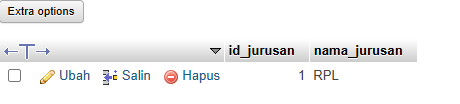 Extra options
id_jurusan nama_jurusan
Ubah Salin Hapus 1 RPL